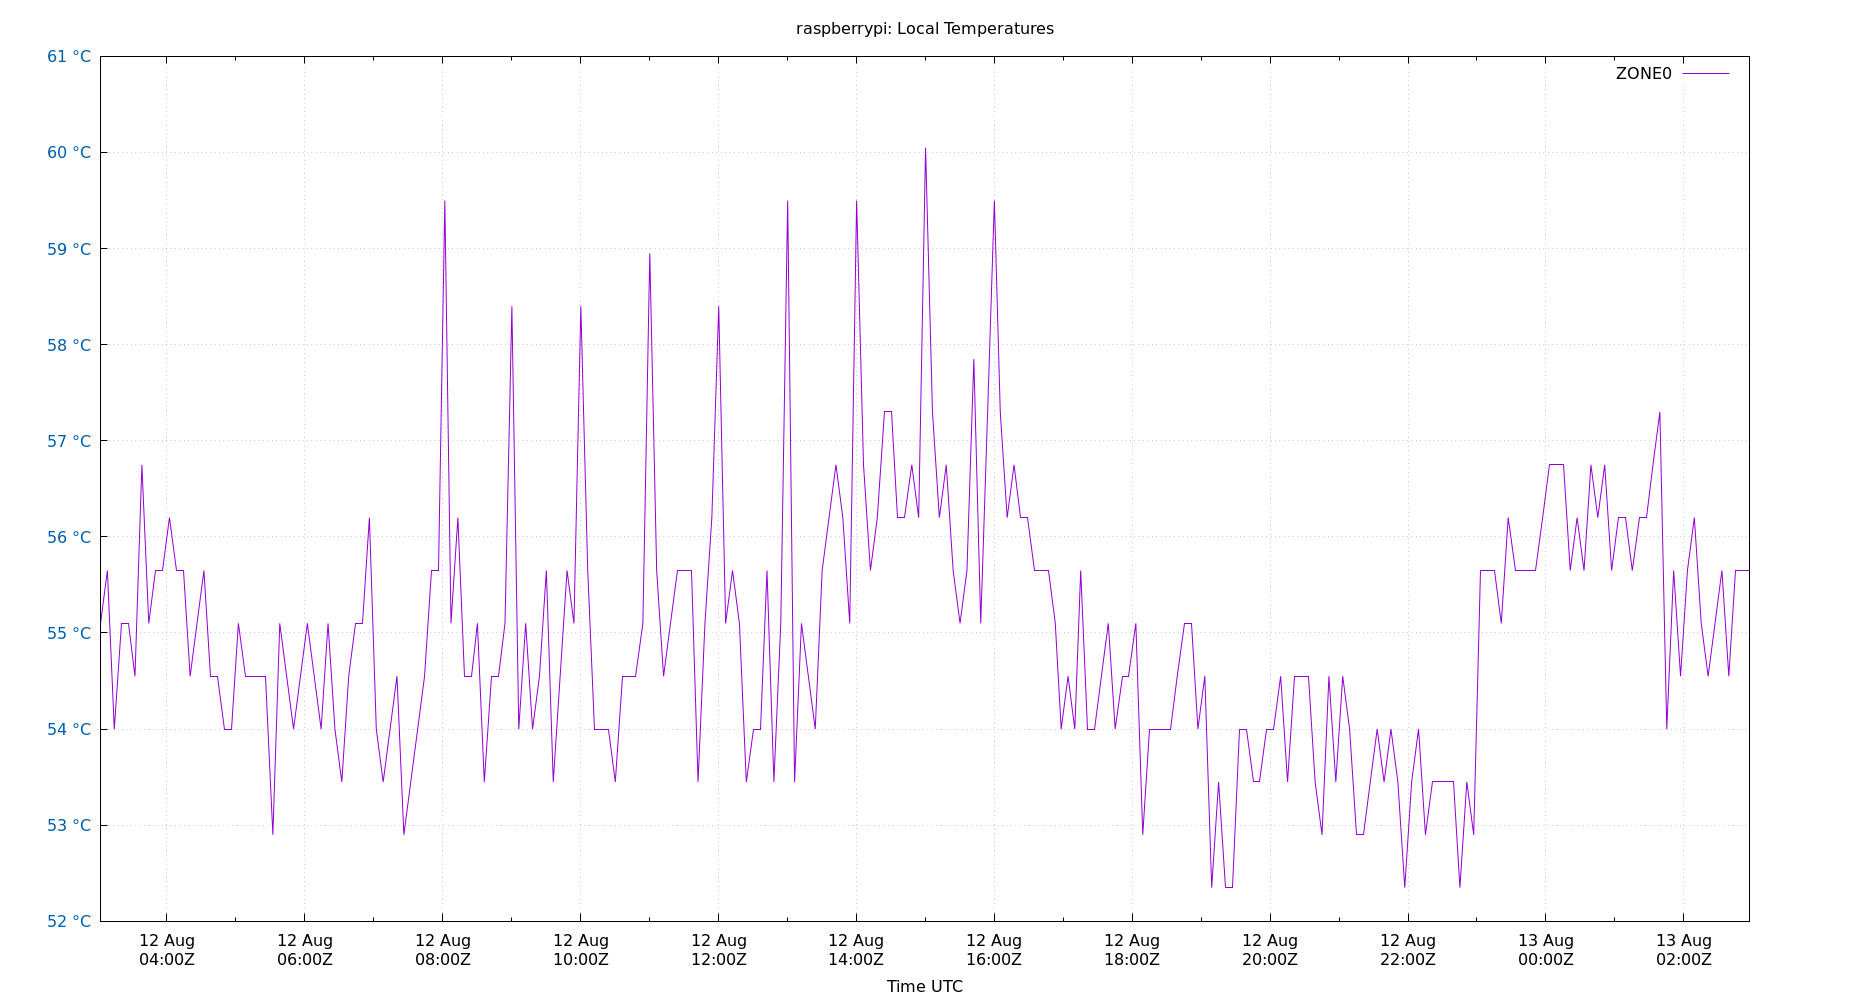 raspberrypi: Local Temperatures
61 °C
ZONE0
60 °C
59 °C
58 °C
57 °C
56 °C
55 °C
54 °C
53 °C
52 °C
12 Aug 12 Aug 12 Aug 12 Aug 12 Aug 12 Aug 12 Aug 12 Aug 12 Aug 12 Aug 13 Aug 13 Aug
04:00Z 06:00Z 08:00Z 10:00Z 12:00Z 14:00Z 16:00Z 18:00Z 20:00Z 22:00Z 00:00Z 02:00Z
Time UTC